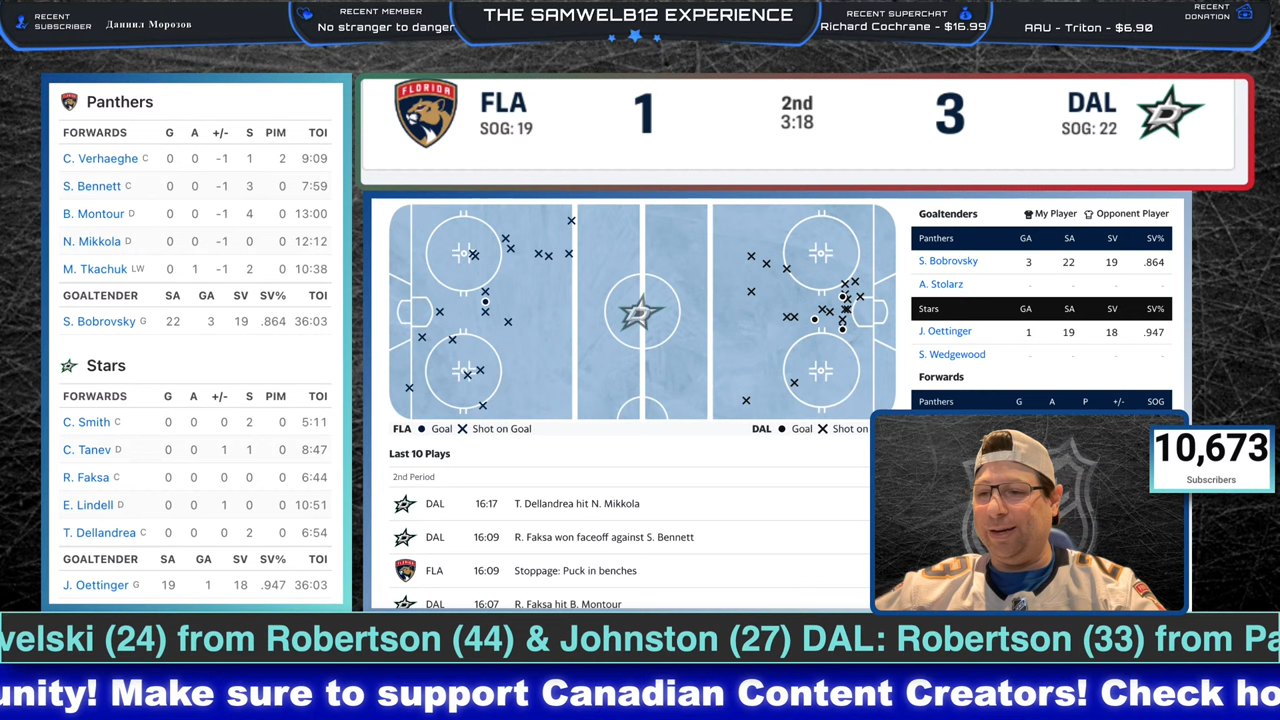 RECENT
SUBSCRIBER
Даниил Морозов
RECENT MEMBER
No stranger to danger
THE SAMWELB12 EXPERIENCE
RECENT SUPERCHAT
Richard Cochrane - $16.99
RECENT
DONATION
AAU - Triton - $6.90
Panthers
FORWARDS G A +/- S PIM TOI
C. Verhaeghe C 0 0 -1 1 2 9:09
S. Bennett C 0 0 -1 3 0 7:59
B. Montour D 0 0 -1 4 0 13:00
N. Mikkola D 0 0 -1 0 0 12:12
M. Tkachuk LW 0 1 -1 2 0 10:38
GOALTENDER SA GA SV SV% TOI
S. Bobrovsky G 22 3 19 .864 36:03
Stars
FORWARDS G A +/- S PIM TOI
C. Smith C 0 0 0 2 0 5:11
C. Tanev D 0 0 1 1 0 8:47
R. Faksa C 0 0 0 0 0 6:44
E. Lindell D 0 0 1 0 0 10:51
T. Dellandrea C 0 0 0 2 0 6:54
GOALTENDER SA GA SV SV% TOI
J. Oettinger G 19 1 18 .947 36:03
FLORIDA
FLA
SOG: 19
1
2nd
3:18
3
DAL
SOG: 22
FLA Goal Shot on Goal
DAL Goal Shot on
Last 10 Plays
2nd Period
DAL 16:17 T. Dellandrea hit N. Mikkola
DAL 16:09 R. Faksa won faceoff against S. Bennett
FLA 16:09 Stoppage: Puck in benches
DAL 16:07 R. Faksa hit B. Montour
Goaltenders My Player Opponent Player
Panthers GA SA SV SV%
S. Bobrovsky 3 22 19 .864
A. Stolarz - - - -
Stars GA SA SV SV%
J. Oettinger 1 19 18 .947
S. Wedgewood - - - -
Forwards
Panthers G A P +/- SOG
10,673
Subscribers
velski (24) from Robertson (44) & Johnston (27) DAL: Robertson (33) from Pa
unity! Make sure to support Canadian Content Creators! Check ho